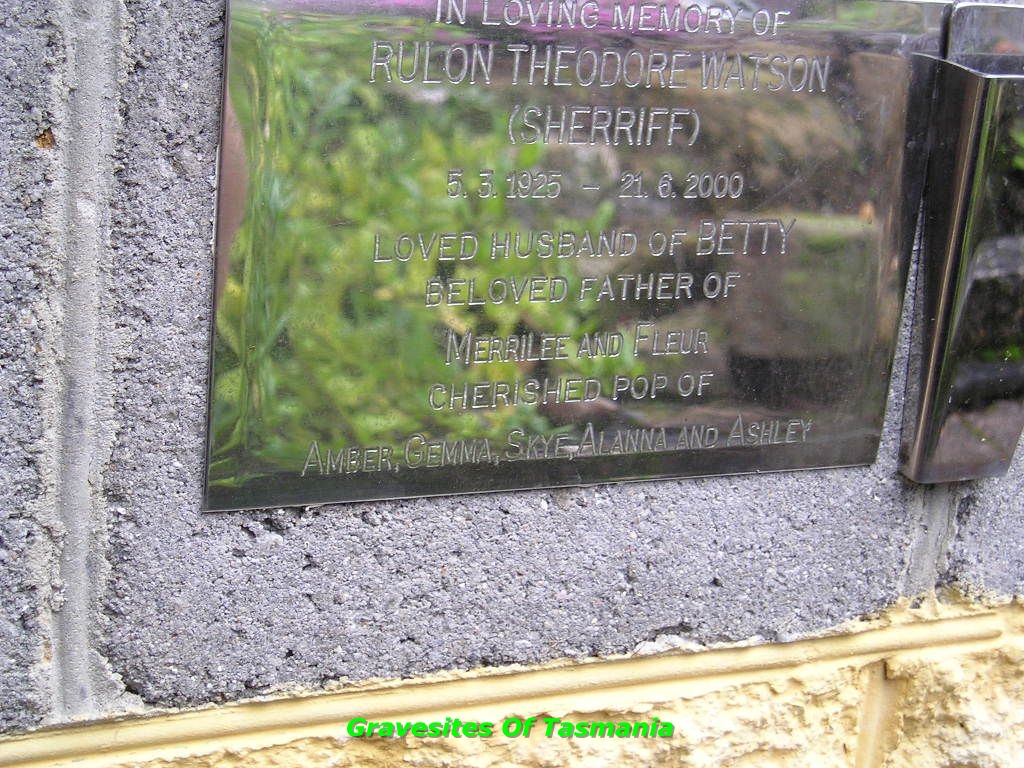 IN LOVING MEMORY OF
RULON THEODORE WATSON
(SHERRIFF)
5. 3. 1925 - 21. 6. 2000
LOVED HUSBAND OF BETTY
BELOVED FATHER OF
MERRILEE AND FLEUR
CHERISHED POP OF
AMBER, GEMMA, SKYE, ALANNA AND ASHLEY
Gravesites Of Tasmania